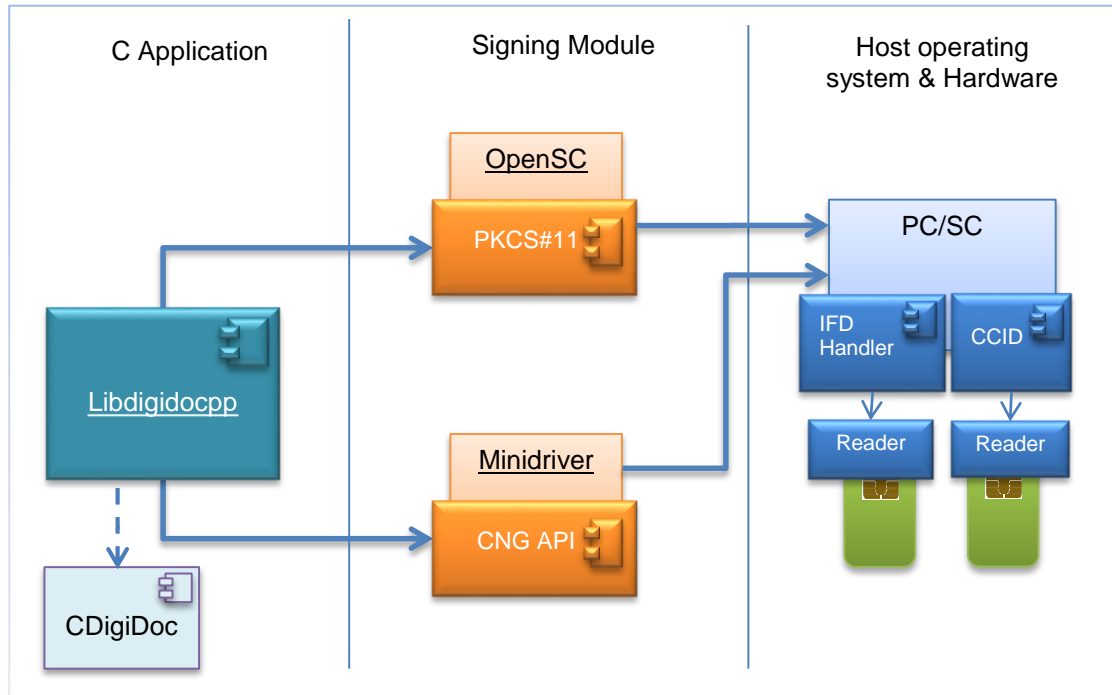 C Application
Signing Module
Host operating
system & Hardware
OpenSC
PKCS#11
PC/SC
IFD
Handler
CCID
Libdigidocpp
Reader
Reader
Minidriver
CNG API
CDigiDoc